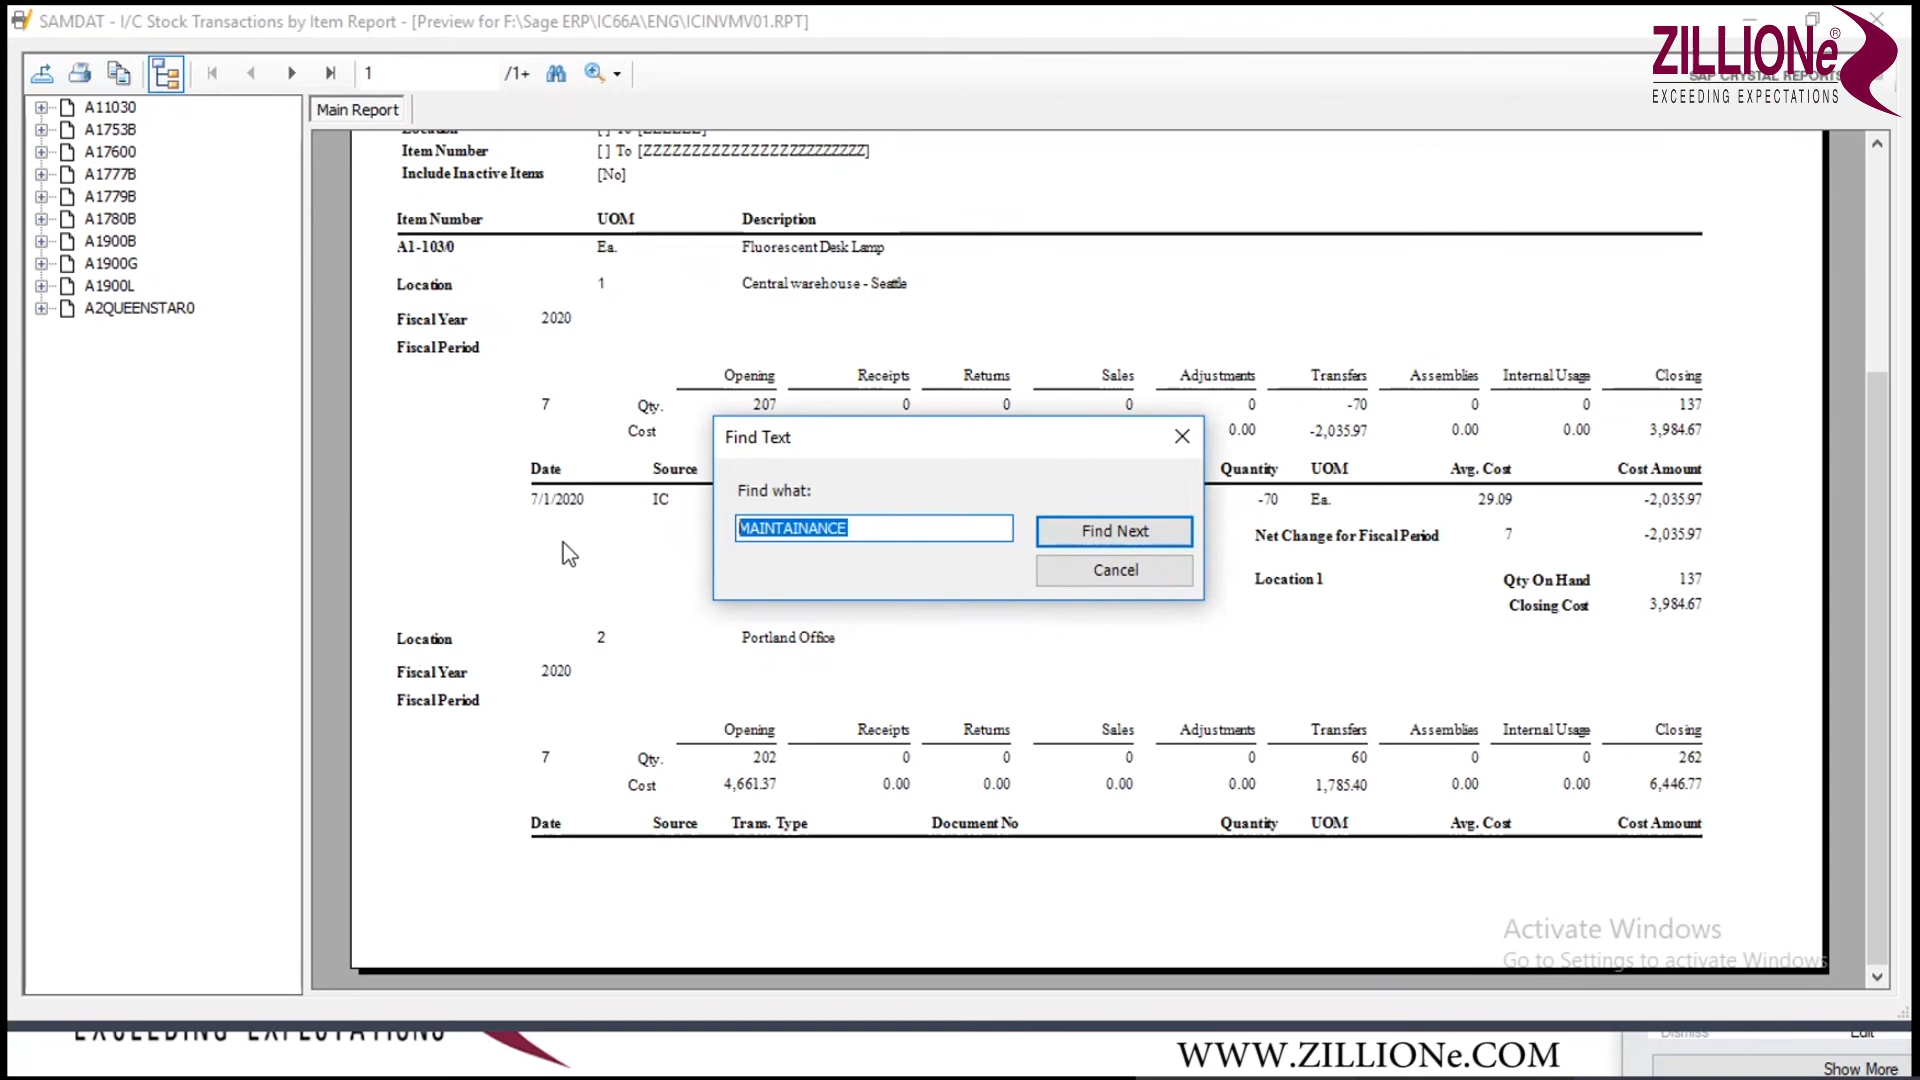 SAMDAT - I/C Stock Transactions by Item Report - [Preview for F:\Sage ERP\IC66A\ENG\ICINVMV01.RPT]
ZILLIONe®
SAP CRYSTAL REPORTS
EXCEEDING EXPECTATIONS
1 /1+
A11030
A1753B
A17600
A1777B
A1779B
A1780B
A1900B
A1900G
A1900L
A2QUEENSTAR0
Main Report
Location [ ] To [ZZZZZZ]
Item Number [ ] To [ZZZZZZZZZZZZZZZZZZZZZZZZ]
Include Inactive Items [No]
Item Number UOM Description
A1-103/0 Ea. Fluorescent Desk Lamp
Location 1 Central warehouse - Seattle
Fiscal Year 2020
Fiscal Period
Opening Receipts Returns Sales Adjustments Transfers Assemblies Internal Usage Closing
7 Qty. 207 0 0 0 0 -70 0 0 137
Cost 0.00 -2,035.97 0.00 0.00 3,984.67
Date Source Quantity UOM Avg. Cost Cost Amount
7/1/2020 IC -70 Ea. 29.09 -2,035.97
Net Change for Fiscal Period 7 -2,035.97
Location 1 Qty On Hand 137
Closing Cost 3,984.67
Find Text
Find what:
MAINTAINANCE
Find Next
Cancel
Location 2 Portland Office
Fiscal Year 2020
Fiscal Period
Opening Receipts Returns Sales Adjustments Transfers Assemblies Internal Usage Closing
7 Qty. 202 0 0 0 0 60 0 0 262
Cost 4,661.37 0.00 0.00 0.00 0.00 1,785.40 0.00 0.00 6,446.77
Date Source Trans. Type Document No Quantity UOM Avg. Cost Cost Amount
Activate Windows
Go to Settings to activate Windows.
EXCEEDING EXPECTATIONS
WWW.ZILLIONe.COM
Dismiss Edit
Show More